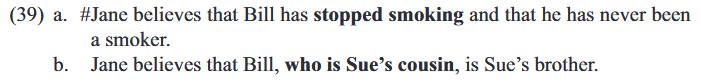 (39) a. #Jane believes that Bill has stopped smoking and that he has never been
a smoker.
b. Jane believes that Bill, who is Sue’s cousin, is Sue’s brother.